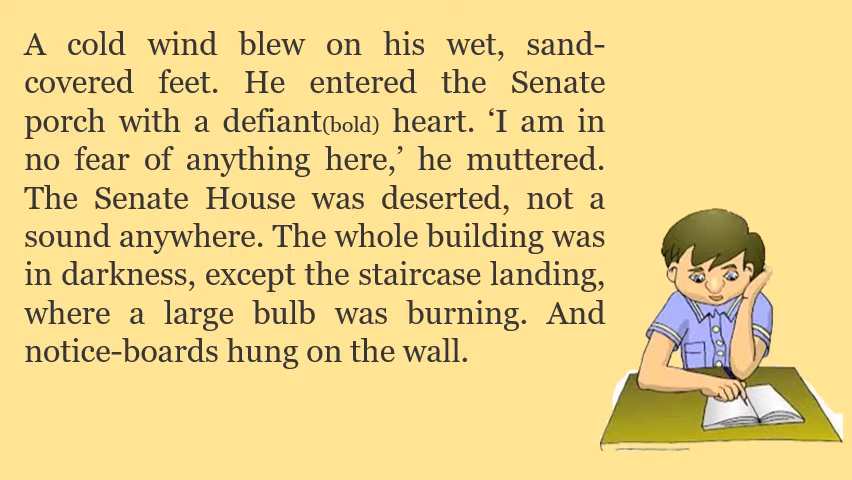 A cold wind blew on his wet, sand-
covered feet. He entered the Senate
porch with a defiant(bold) heart. ‘I am in
no fear of anything here,’ he muttered.
The Senate House was deserted, not a
sound anywhere. The whole building was
in darkness, except the staircase landing,
where a large bulb was burning. And
notice-boards hung on the wall.